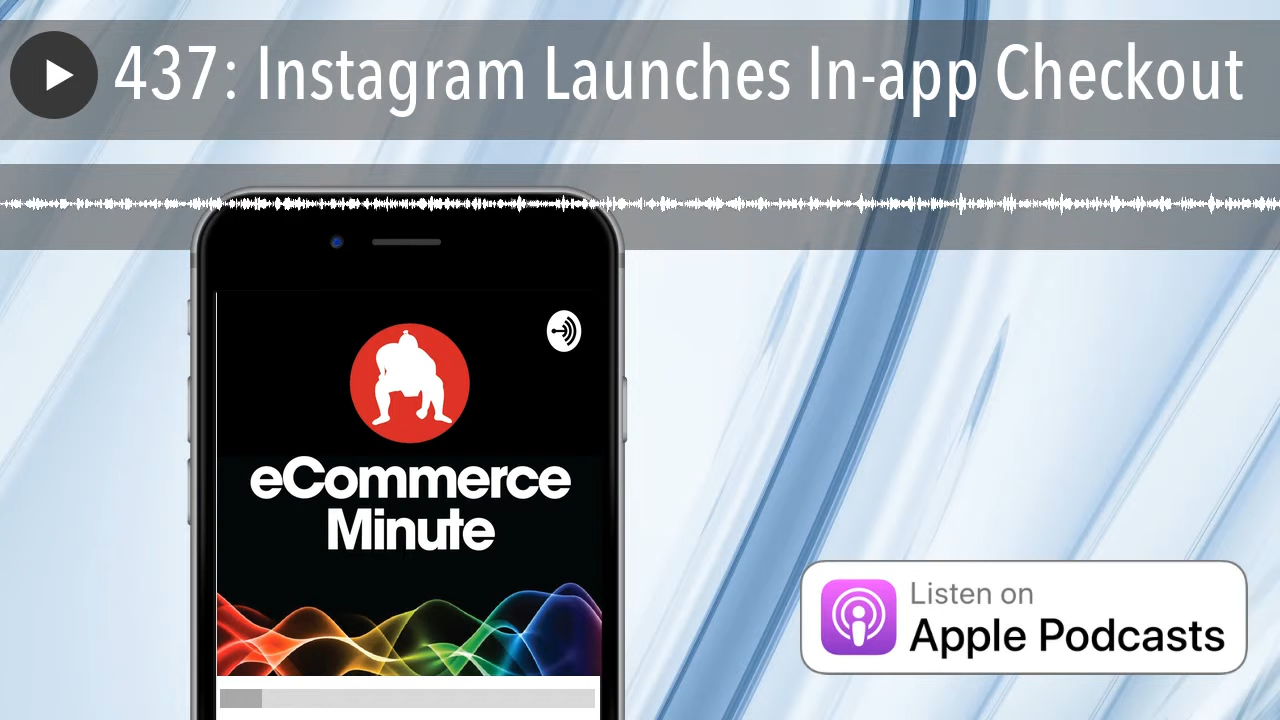 437: Instagram Launches In-app Checkout
eCommerce
Minute
Listen on
Apple Podcasts